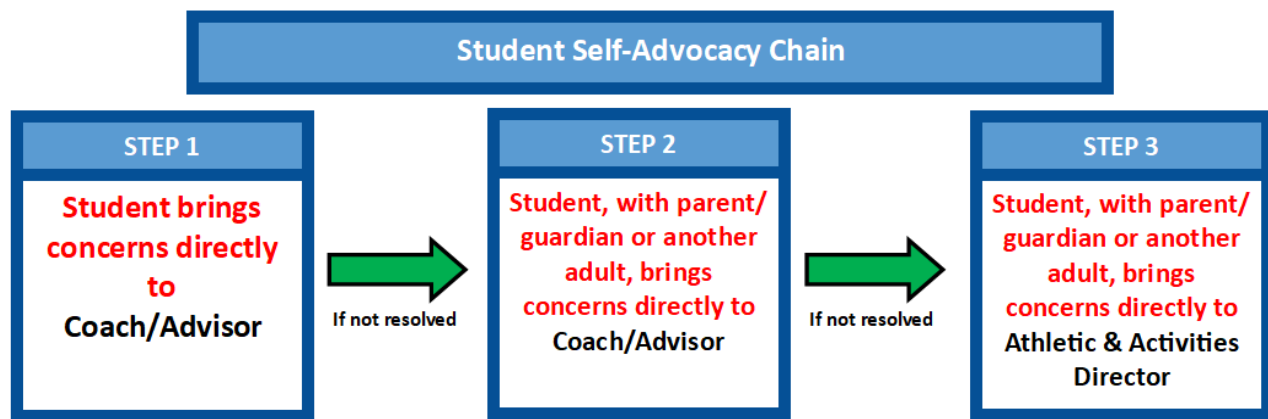 Student Self-Advocacy Chain
STEP 1
Student brings
concerns directly
to
Coach/Advisor
If not resolved
STEP 2
Student, with parent/
guardian or another
adult, brings
concerns directly to
Coach/Advisor
If not resolved
STEP 3
Student, with parent/
guardian or another
adult, brings
concerns directly to
Athletic & Activities
Director